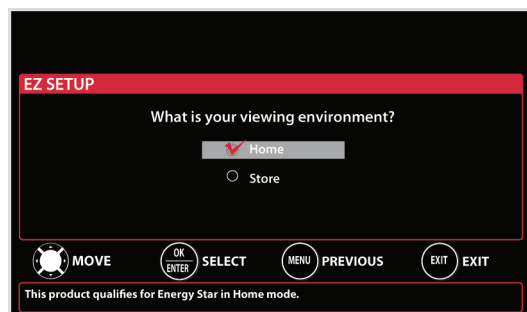 EZ SETUP
What is your viewing environment?
Home
Store
MOVE OK ENTER SELECT MENU PREVIOUS EXIT EXIT
This product qualifies for Energy Star in Home mode.